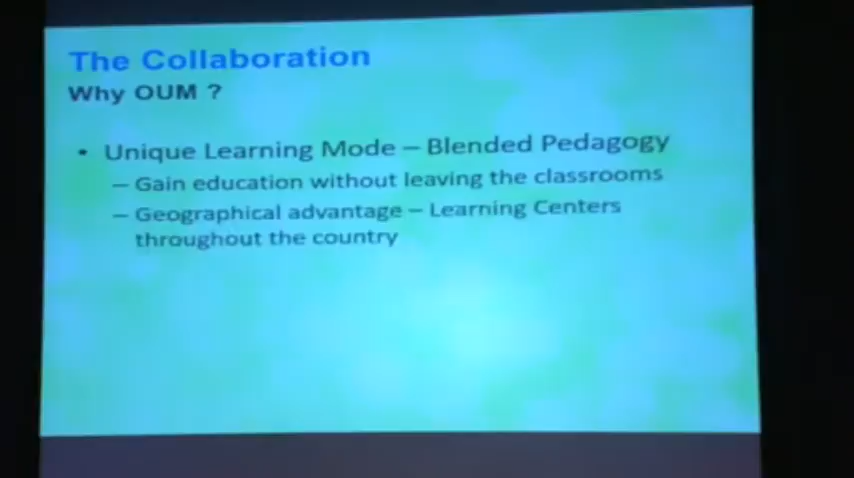 The Collaboration
Why OUM ?
• Unique Learning Mode – Blended Pedagogy
– Gain education without leaving the classrooms
– Geographical advantage – Learning Centers
throughout the country